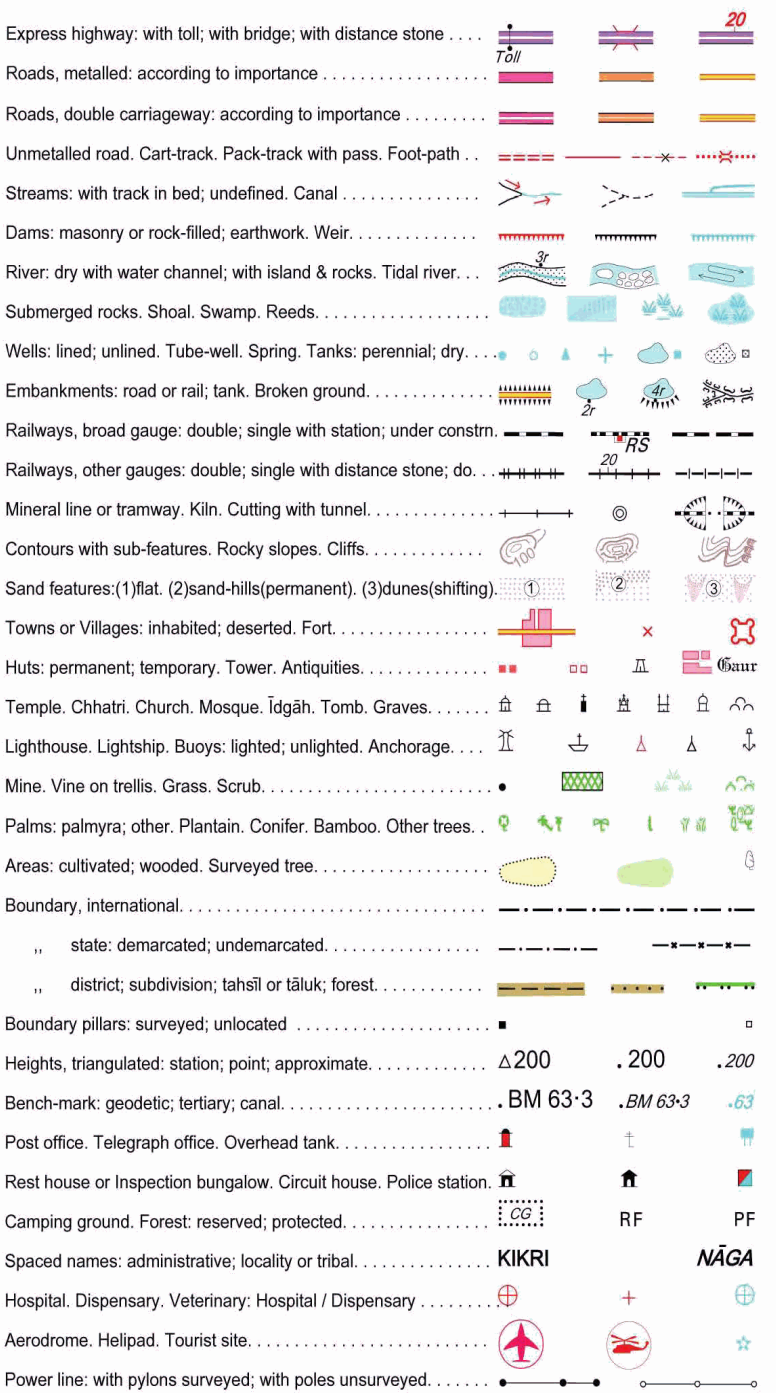 Express highway: with toll; with bridge; with distance stone . . . . Toll 20
Roads, metalled: according to importance . . . . . . . . . . . . . . . . .
Roads, double carriageway: according to importance . . . . . . . . .
Unmetalled road. Cart-track. Pack-track with pass. Foot-path . .
Streams: with track in bed; undefined. Canal . . . . . . . . . . . . . . .
Dams: masonry or rock-filled; earthwork. Weir. . . . . . . . . . . . . .
River: dry with water channel; with island & rocks. Tidal river. . . 3r
Submerged rocks. Shoal. Swamp. Reeds. . . . . . . . . . . . . . . . . . .
Wells: lined; unlined. Tube-well. Spring. Tanks: perennial; dry. . . .
Embankments: road or rail; tank. Broken ground. . . . . . . . . . . . . 2r 4r
Railways, broad gauge: double; single with station; under constrn. RS
Railways, other gauges: double; single with distance stone; do. . . 20
Mineral line or tramway. Kiln. Cutting with tunnel. . . . . . . . . . . . .
Contours with sub-features. Rocky slopes. Cliffs. . . . . . . . . . . . .
Sand features:(1)flat. (2)sand-hills(permanent). (3)dunes(shifting). 1 2 3
Towns or Villages: inhabited; deserted. Fort. . . . . . . . . . . . . . . . .
Huts: permanent; temporary. Tower. Antiquities. . . . . . . . . . . . . . Gaur
Temple. Chhatri. Church. Mosque. Īdgāh. Tomb. Graves. . . . . . .
Lighthouse. Lightship. Buoys: lighted; unlighted. Anchorage. . . .
Mine. Vine on trellis. Grass. Scrub. . . . . . . . . . . . . . . . . . . . . . . .
Palms: palmyra; other. Plantain. Conifer. Bamboo. Other trees. .
Areas: cultivated; wooded. Surveyed tree. . . . . . . . . . . . . . . . . .
Boundary, international. . . . . . . . . . . . . . . . . . . . . . . . . . . . . . .
,, state: demarcated; undemarcated. . . . . . . . . . . . . . . .
,, district; subdivision; tahsīl or tāluk; forest. . . . . . . . . . .
Boundary pillars: surveyed; unlocated . . . . . . . . . . . . . . . . . . .
Heights, triangulated: station; point; approximate. . . . . . . . . . . . . 200 .200 .200
Bench-mark: geodetic; tertiary; canal. . . . . . . . . . . . . . . . . . . . . .BM 63·3 .BM 63·3 .63
Post office. Telegraph office. Overhead tank. . . . . . . . . . . . . . . . .
Rest house or Inspection bungalow. Circuit house. Police station.
Camping ground. Forest: reserved; protected. . . . . . . . . . . . . . . . CG RF PF
Spaced names: administrative; locality or tribal. . . . . . . . . . . . . . . KIKRI NĀGA
Hospital. Dispensary. Veterinary: Hospital / Dispensary . . . . . . . . .
Aerodrome. Helipad. Tourist site. . . . . . . . . . . . . . . . . . . . . . . . . .
Power line: with pylons surveyed; with poles unsurveyed. . . . . . .